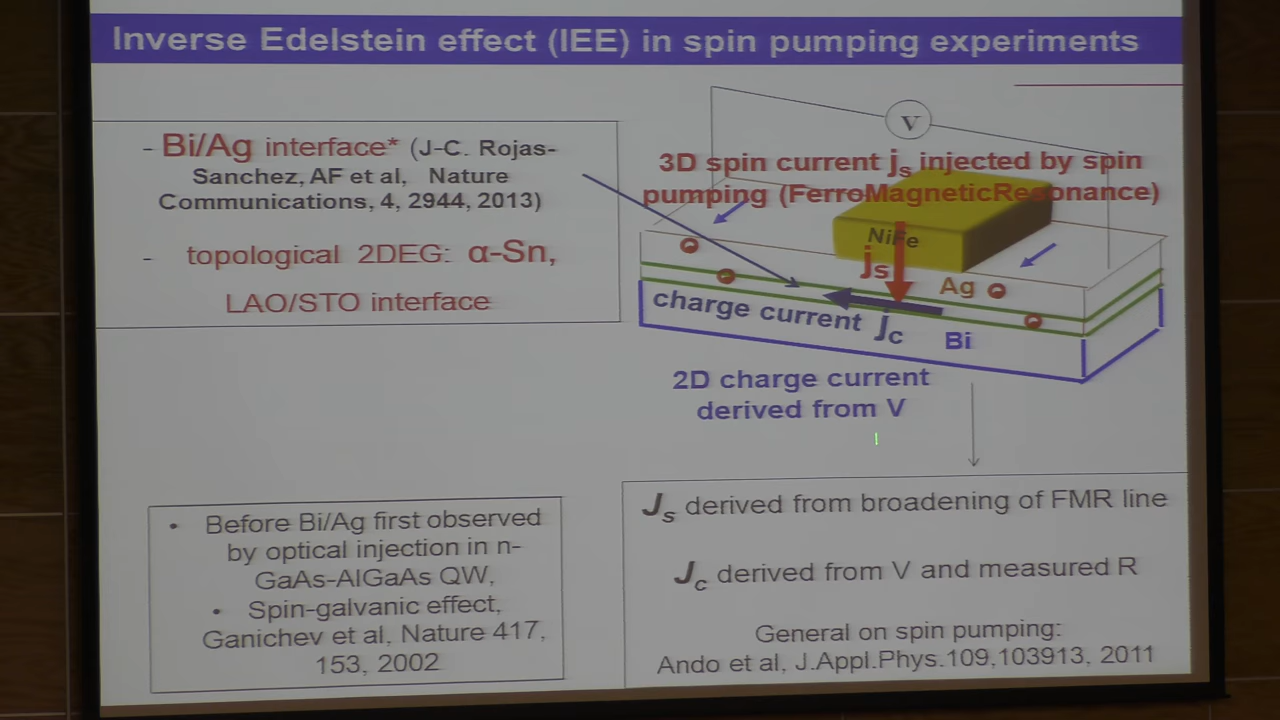 Inverse Edelstein effect (IEE) in spin pumping experiments
- Bi/Ag interface* (J-C. Rojas-
Sanchez, AF et al, Nature
Communications, 4, 2944, 2013)
- topological 2DEG: α-Sn,
LAO/STO interface
V
3D spin current js injected by spin
pumping (FerroMagneticResonance)
NiFe
js
Ag
charge current Jc
Bi
2D charge current
derived from V
• Before Bi/Ag first observed
by optical injection in n-
GaAs-AlGaAs QW,
• Spin-galvanic effect,
Ganichev et al, Nature 417,
153, 2002
Js derived from broadening of FMR line
Jc derived from V and measured R
General on spin pumping:
Ando et al, J.Appl.Phys.109,103913, 2011